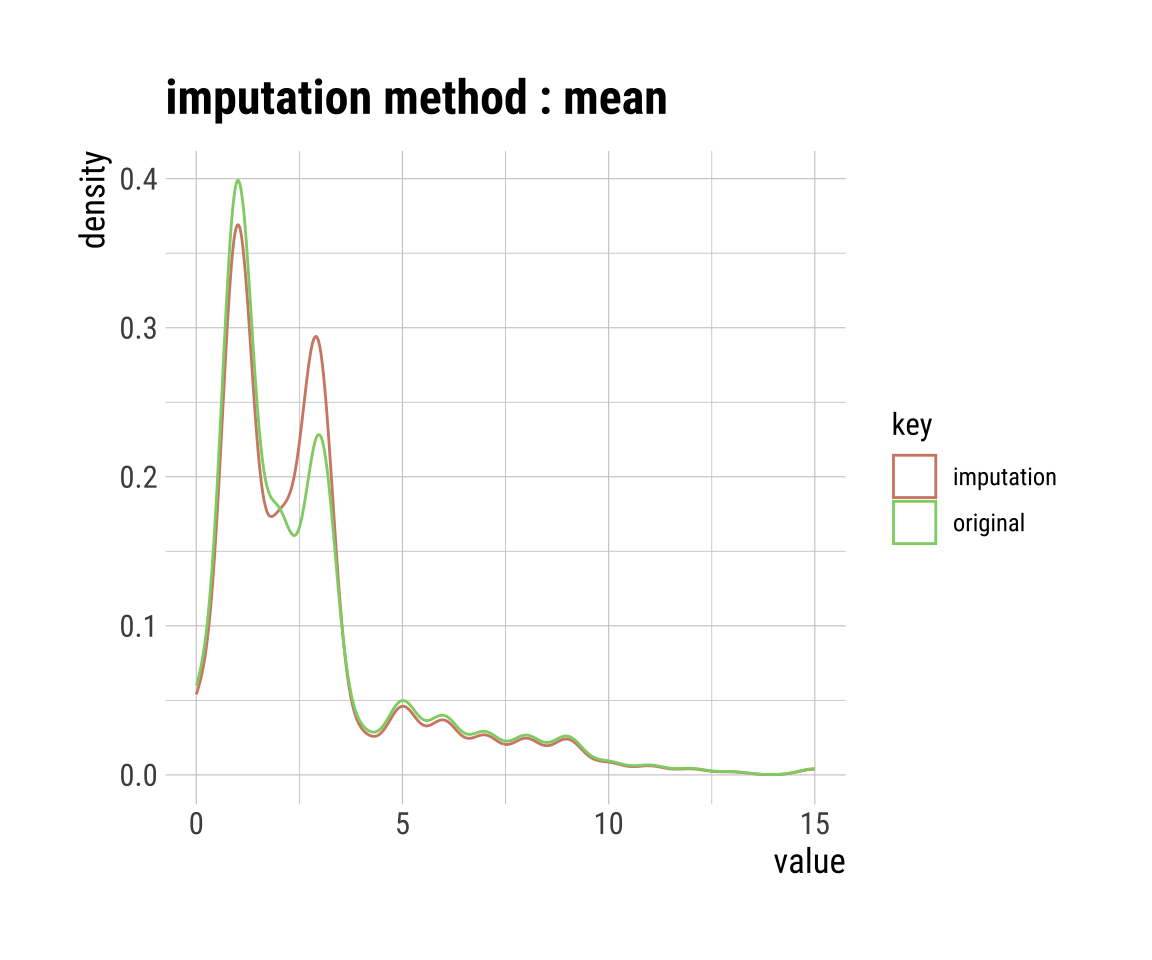 imputation method : mean
density
0.4
0.3
0.2
0.1
0.0
0 5 10 15
value
key
imputation
original